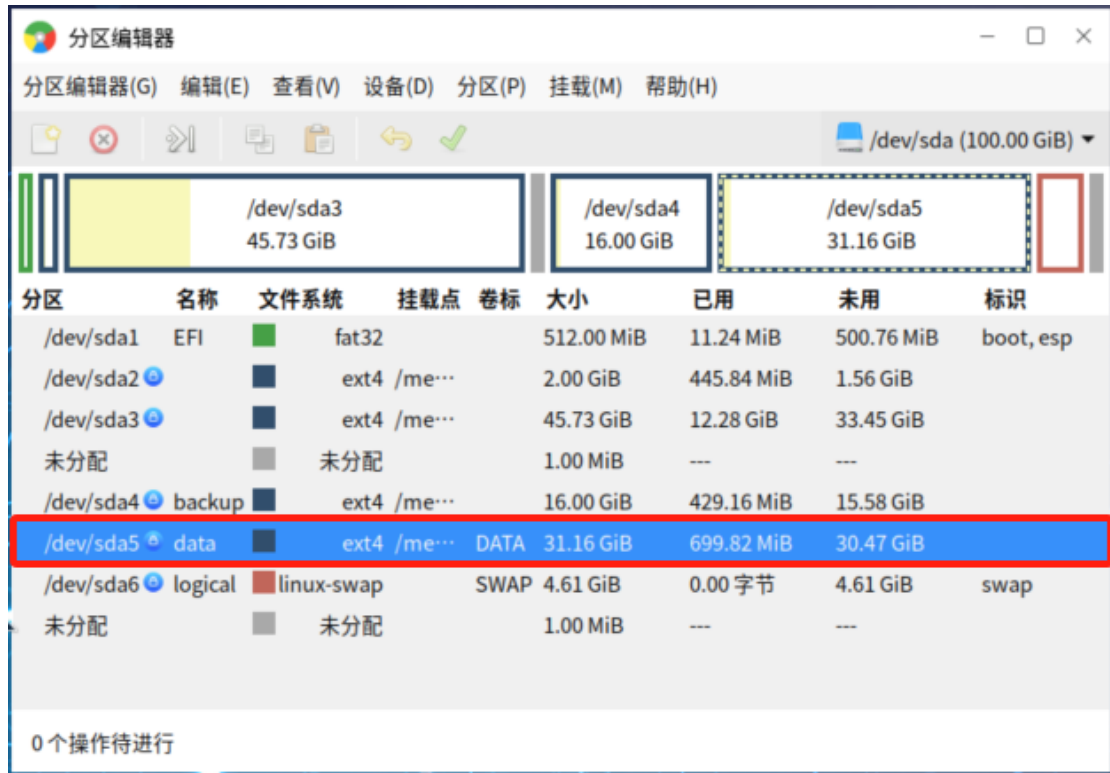 分区编辑器
分区编辑器(G) 编辑(E) 查看(V) 设备(D) 分区(P) 挂载(M) 帮助(H)
/dev/sda (100.00 GiB)
/dev/sda3 /dev/sda4 /dev/sda5
45.73 GiB 16.00 GiB 31.16 GiB
分区 名称 文件系统 挂载点 卷标 大小 已用 未用 标识
/dev/sda1 EFI fat32 512.00 MiB 11.24 MiB 500.76 MiB boot, esp
/dev/sda2 ext4 /me··· 2.00 GiB 445.84 MiB 1.56 GiB
/dev/sda3 ext4 /me··· 45.73 GiB 12.28 GiB 33.45 GiB
未分配 未分配 1.00 MiB --- ---
/dev/sda4 backup ext4 /me··· 16.00 GiB 429.16 MiB 15.58 GiB
/dev/sda5 data ext4 /me··· DATA 31.16 GiB 699.82 MiB 30.47 GiB
/dev/sda6 logical linux-swap SWAP 4.61 GiB 0.00 字节 4.61 GiB swap
未分配 未分配 1.00 MiB --- ---
0 个操作待进行